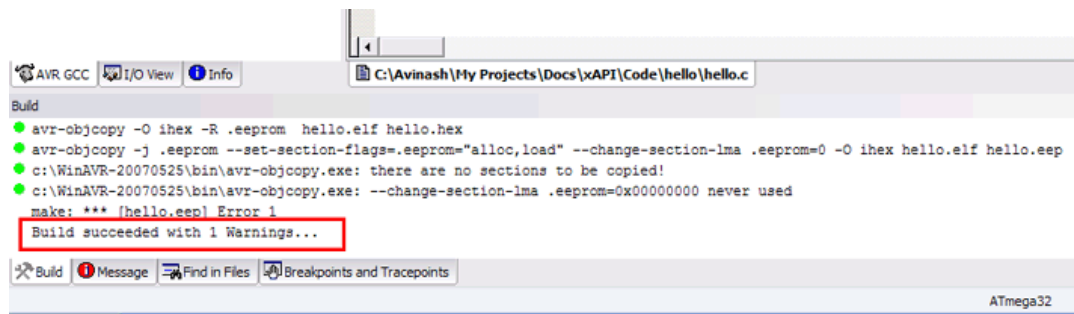 AVR GCC I/O View Info C:\Avinash\My Projects\Docs\xAPI\Code\hello\hello.c
Build
avr-objcopy -O ihex -R .eeprom  hello.elf hello.hex
avr-objcopy -j .eeprom --set-section-flags=.eeprom="alloc,load" --change-section-lma .eeprom=0 -O ihex hello.elf hello.eep
c:\WinAVR-20070525\bin\avr-objcopy.exe: there are no sections to be copied!
c:\WinAVR-20070525\bin\avr-objcopy.exe: --change-section-lma .eeprom=0x00000000 never used
make: *** [hello.eep] Error 1
Build succeeded with 1 Warnings...
Build Message Find in Files Breakpoints and Tracepoints
ATmega32